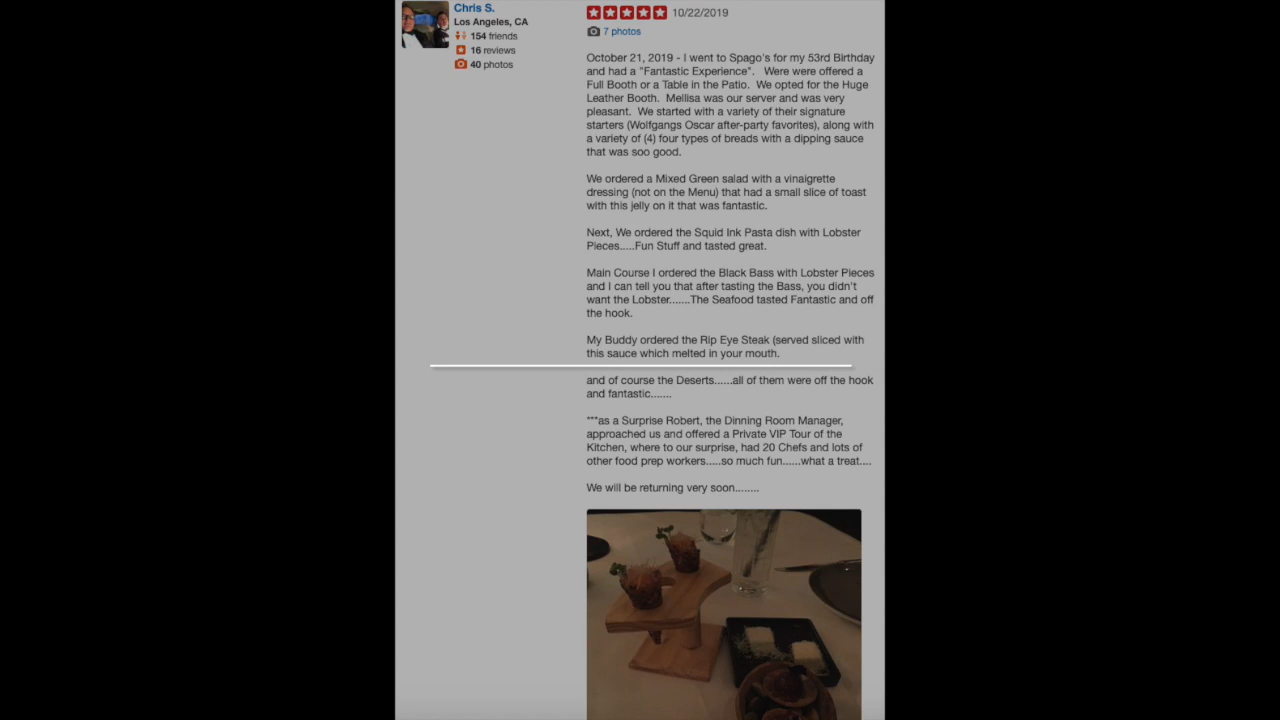 Chris S.
Los Angeles, CA
154 friends
16 reviews
40 photos
10/22/2019
7 photos
October 21, 2019 - I went to Spago's for my 53rd Birthday
and had a "Fantastic Experience".   Were were offered a
Full Booth or a Table in the Patio.  We opted for the Huge
Leather Booth.  Mellisa was our server and was very
pleasant.  We started with a variety of their signature
starters (Wolfgangs Oscar after-party favorites), along with
a variety of (4) four types of breads with a dipping sauce
that was soo good.
We ordered a Mixed Green salad with a vinaigrette
dressing (not on the Menu) that had a small slice of toast
with this jelly on it that was fantastic.
Next, We ordered the Squid Ink Pasta dish with Lobster
Pieces.....Fun Stuff and tasted great.
Main Course I ordered the Black Bass with Lobster Pieces
and I can tell you that after tasting the Bass, you didn't
want the Lobster.......The Seafood tasted Fantastic and off
the hook.
My Buddy ordered the Rip Eye Steak (served sliced with
this sauce which melted in your mouth.
and of course the Deserts......all of them were off the hook
and fantastic.......
***as a Surprise Robert, the Dinning Room Manager,
approached us and offered a Private VIP Tour of the
Kitchen, where to our surprise, had 20 Chefs and lots of
other food prep workers.....so much fun......what a treat....
We will be returning very soon........